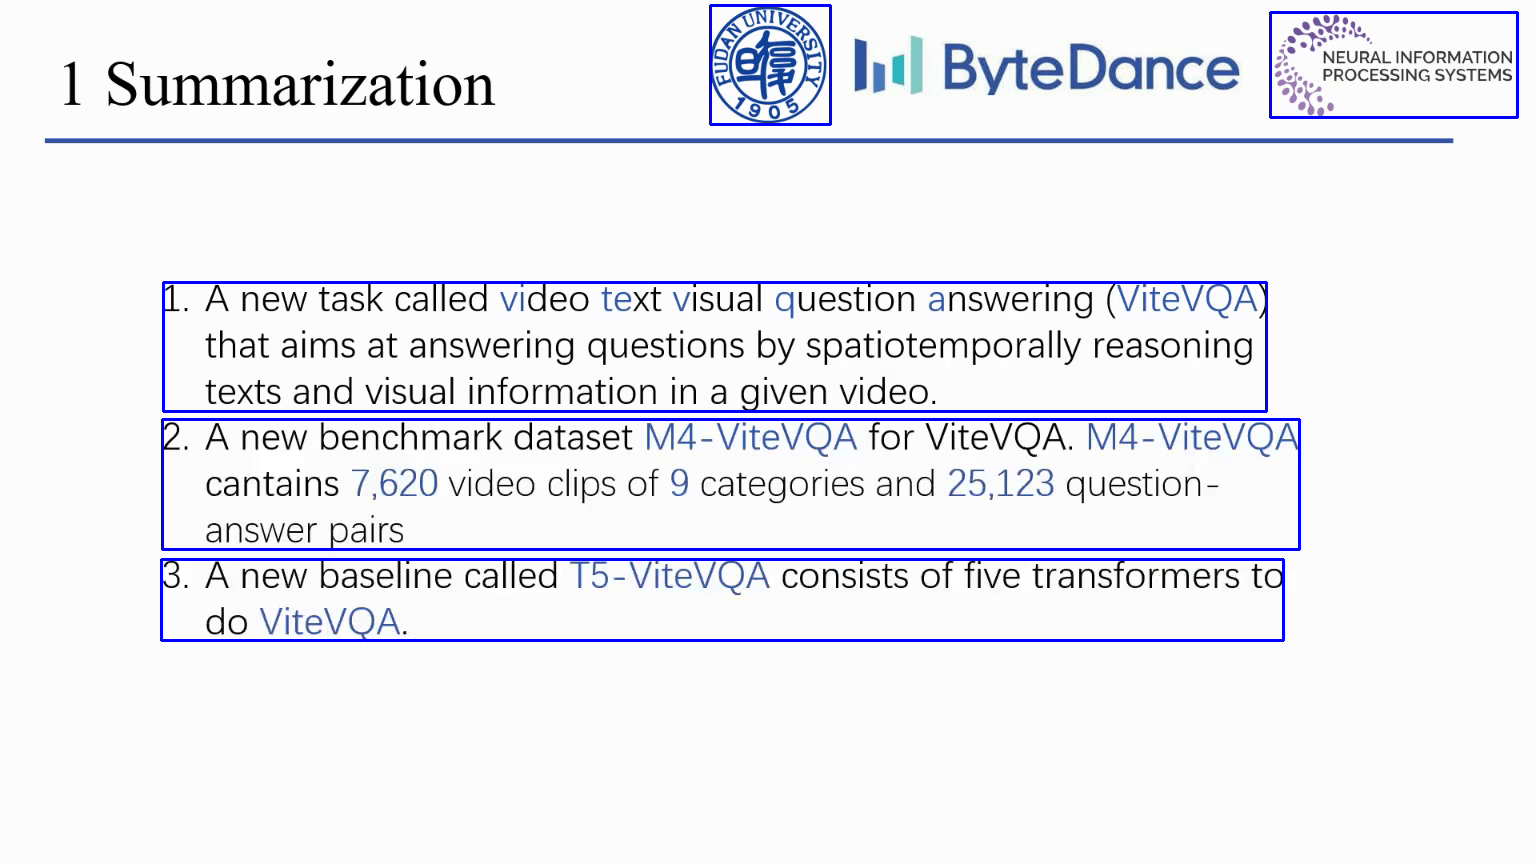 1 Summarization
FUDAN UNIVERSITY
1905
ByteDance
NEURAL INFORMATION
PROCESSING SYSTEMS
1. A new task called video text visual question answering (ViteVQA)
that aims at answering questions by spatiotemporally reasoning
texts and visual information in a given video.
2. A new benchmark dataset M4-ViteVQA for ViteVQA. M4-ViteVQA
cantains 7,620 video clips of 9 categories and 25,123 question-
answer pairs
3. A new baseline called T5-ViteVQA consists of five transformers to
do ViteVQA.